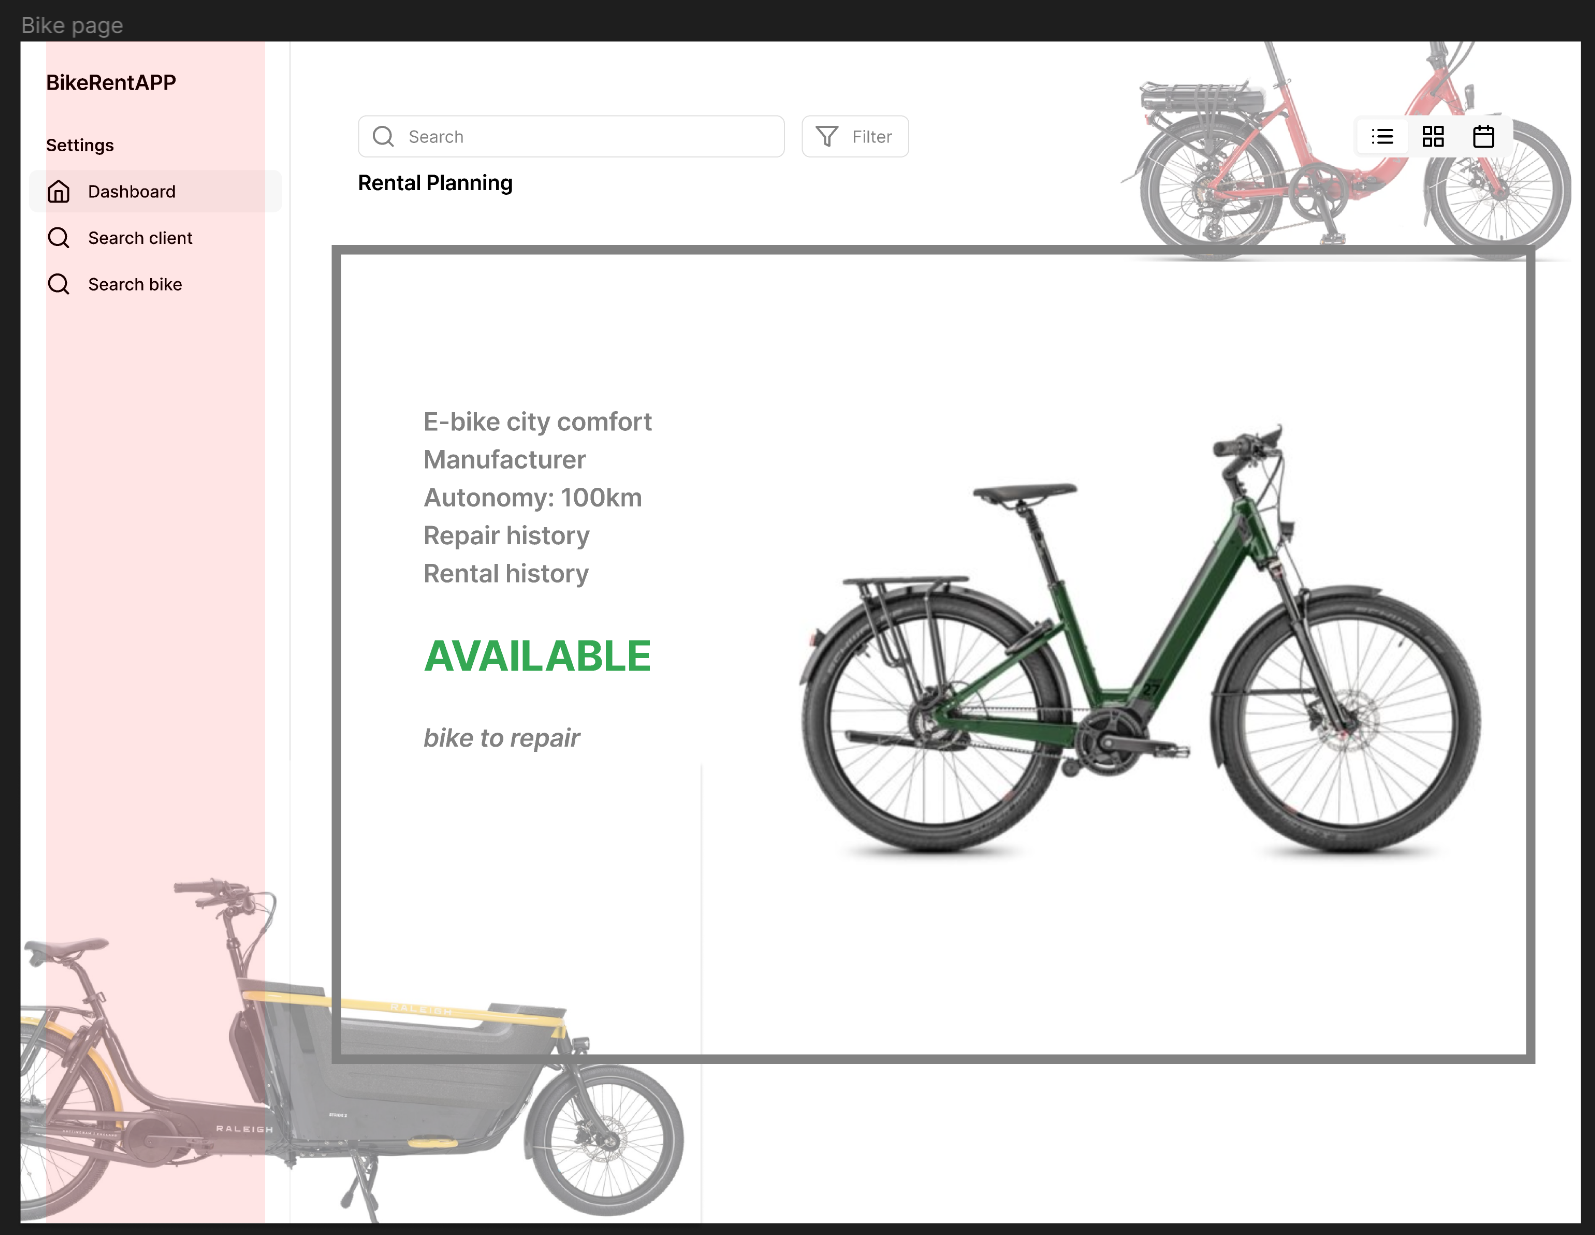 Bike page
BikeRentAPP
Settings
Dashboard
Search client
Search bike
Search
Filter
Rental Planning
E-bike city comfort
Manufacturer
Autonomy: 100km
Repair history
Rental history
AVAILABLE
bike to repair
27
RALEIGH
RALEIGH